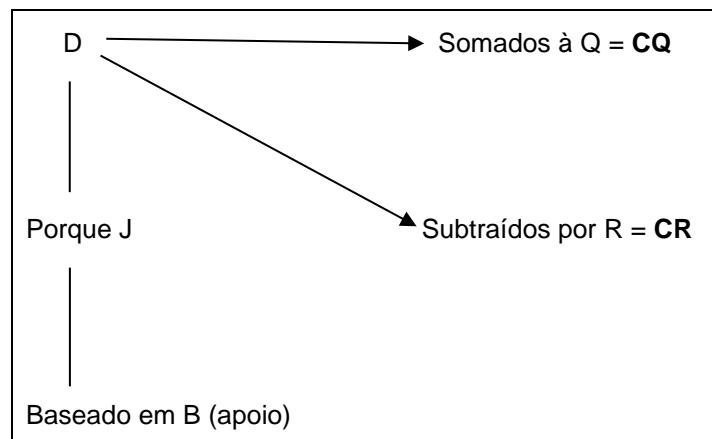 D Somados à Q = CQ
Porque J Subtraídos por R = CR
Baseado em B (apoio)